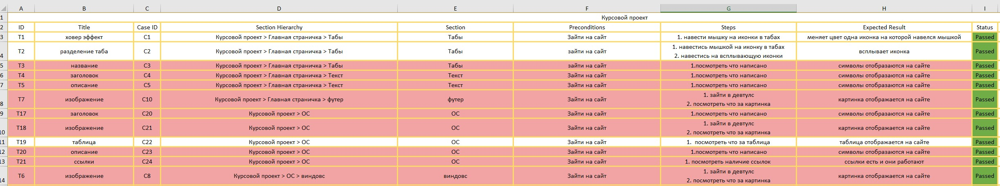 A B C D E F G H I
1 Курсовой проект
2 ID Title Case ID Section Hierarchy Section Preconditions Steps Expected Result Status
3 T1 ховер эффект C1 Курсовой проект > Главная страничка > Табы Табы Зайти на сайт 1. навести мышку на иконки в табах меняет цвет одна иконка на которой навелся мышкой Passed
4 T2 разделение таба C2 Курсовой проект > Главная страничка > Табы Табы зайти на сайт 1. навестись мышкой на иконку в табах
2. навестись на всплывающую иконки всплывает иконка Passed
5 T3 название C3 Курсовой проект > Главная страничка > Табы Табы зайти на сайт 1.посмотреть что написано символы отобразаются на сайте Passed
6 T4 заголовок C4 Курсовой проект > Главная страничка > Текст Текст Зайти на сайт 1.посмотреть что написано символы отобразаются на сайте Passed
7 T5 описание C5 Курсовой проект > Главная страничка > Текст Текст Зайти на сайт 1.посмотреть что написано символы отобразаются на сайте Passed
8 T7 изображение C10 Курсовой проект > Главная страничка > футер футер Зайти на сайт 1. зайти в девтулс
2. посмотреть что за картинка картинка отображается на сайте Passed
9 T17 заголовок C20 Курсовой проект > ОС ОС Зайти на сайт 1.посмотреть что написано символы отобразаются на сайте Passed
10 T18 изображение C21 Курсовой проект > ОС ОС Зайти на сайт 1. зайти в девтулс
2. посмотреть что за картинка картинка отображается на сайте Passed
11 T19 таблица C22 Курсовой проект > ОС ОС Зайти на сайт 1. посмотреть что за таблица таблица отображается на сайте Passed
12 T20 описание C23 Курсовой проект > ОС ОС Зайти на сайт 1.посмотреть что написано символы отобразаются на сайте Passed
13 T21 ссылки C24 Курсовой проект > ОС ОС Зайти на сайт 1. посмотреть наличие ссылок ссылки есть и они работают Passed
14 T6 изображение C8 Курсовой проект > ОС > виндовс виндовс Зайти на сайт 1. зайти в девтулс
2. посмотреть что за картинка картинка отображается на сайте Passed